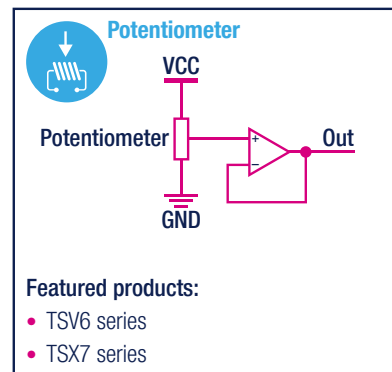 Potentiometer
VCC
Potentiometer
+
Out
−
GND
Featured products:
• TSV6 series
• TSX7 series